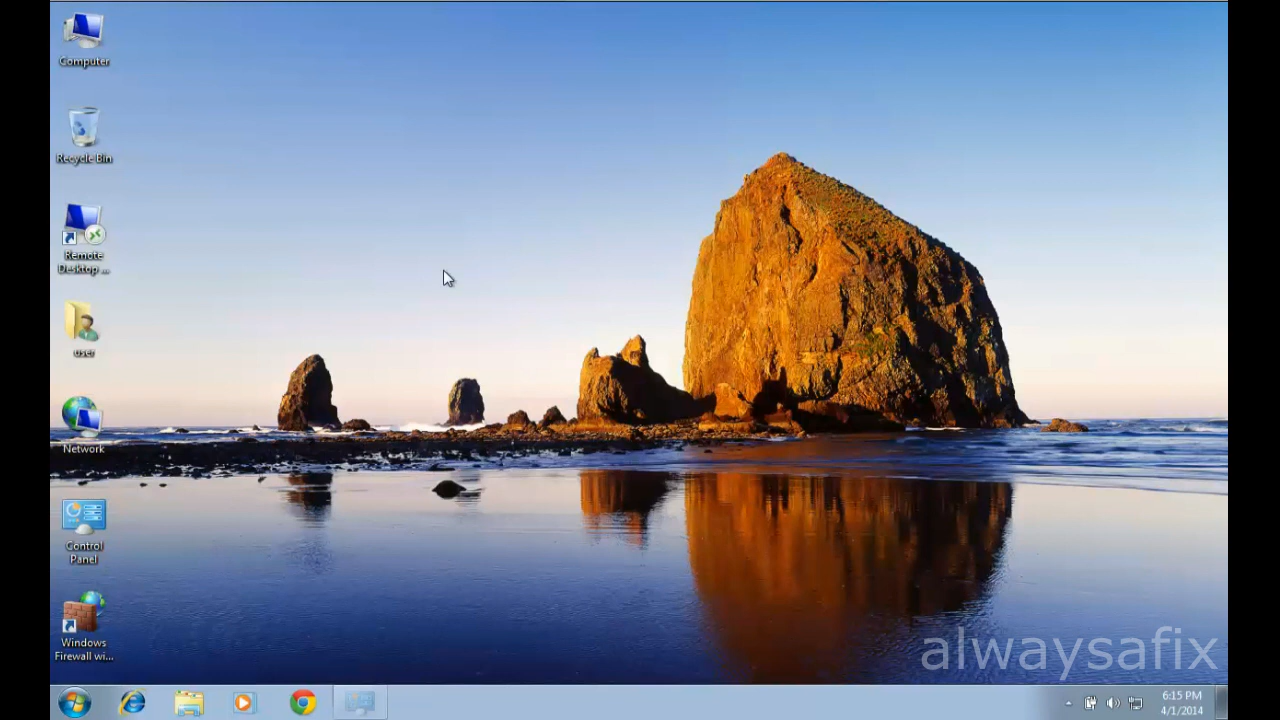 Computer
Recycle Bin
Remote
Desktop ...
user
Network
Control
Panel
Windows
Firewall wi...
alwaysafix
6:15 PM
4/1/2014